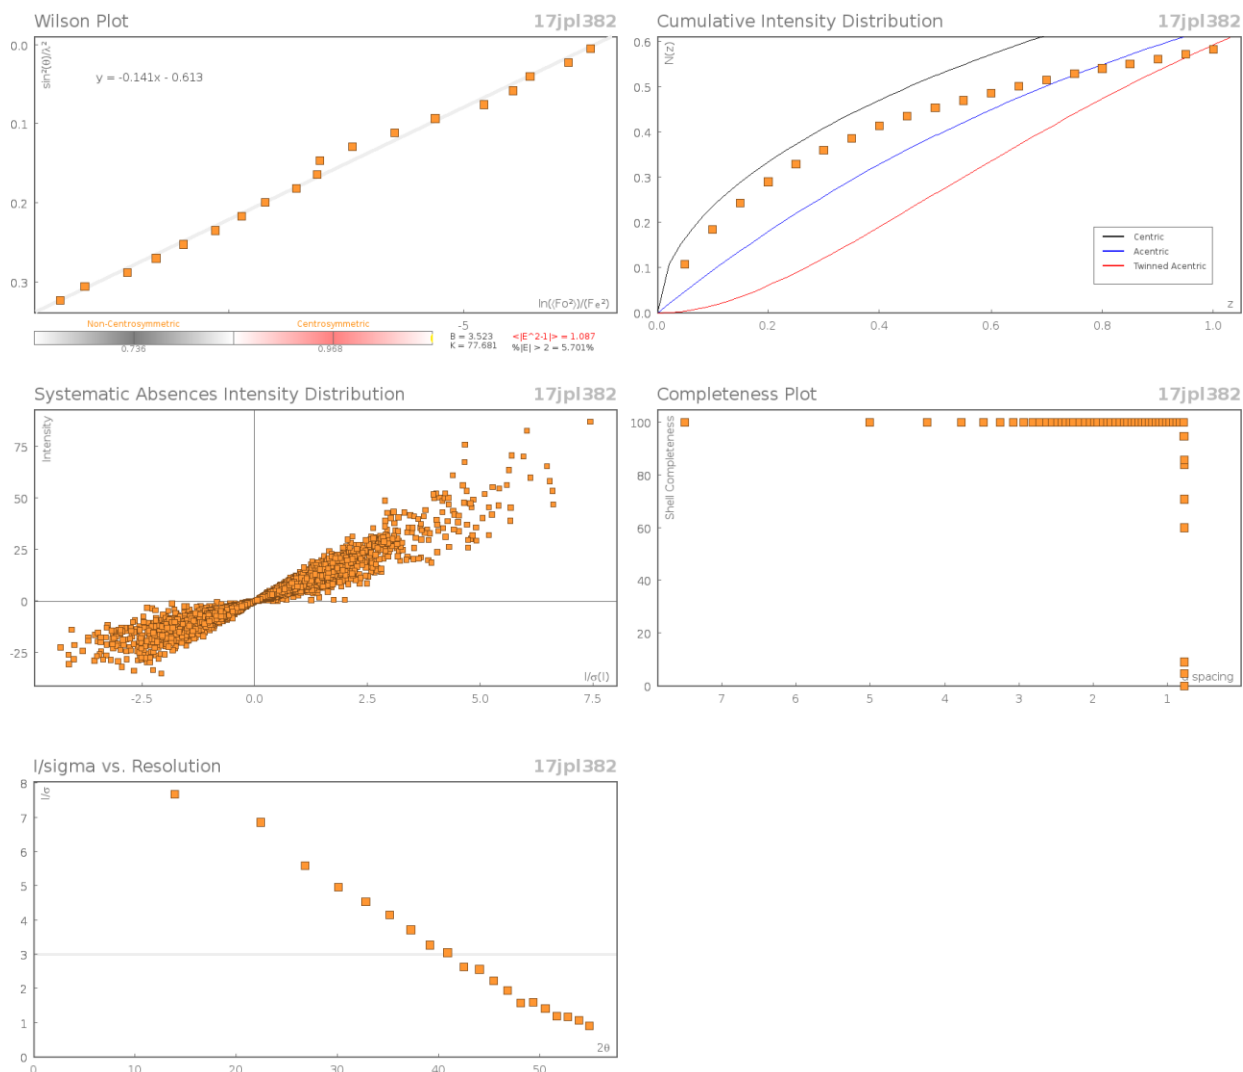 Wilson Plot 17jpl382
sin²(θ)/λ²
y = -0.141x - 0.613
0.0
0.1
0.2
0.3
ln(⟨Fo²⟩)/(Fₑ²)
-5
Non-Centrosymmetric Centrosymmetric
0.736 0.968
B = 3.523 <|E^2-1|> = 1.087
K = 77.681 %|E| > 2 = 5.701%
Cumulative Intensity Distribution 17jpl382
N(z)
0.6
0.5
0.4
0.3
0.2
0.1
0.0
Centric
Acentric
Twinned Acentric
z
0.0 0.2 0.4 0.6 0.8 1.0
Systematic Absences Intensity Distribution 17jpl382
Intensity
75
50
25
0
-25
I/σ(I)
-2.5 0.0 2.5 5.0 7.5
Completeness Plot 17jpl382
Shell Completeness
100
80
60
40
20
0
spacing
7 6 5 4 3 2 1
I/sigma vs. Resolution 17jpl382
I/σ
8
7
6
5
4
3
2
1
0
2θ
0 10 20 30 40 50